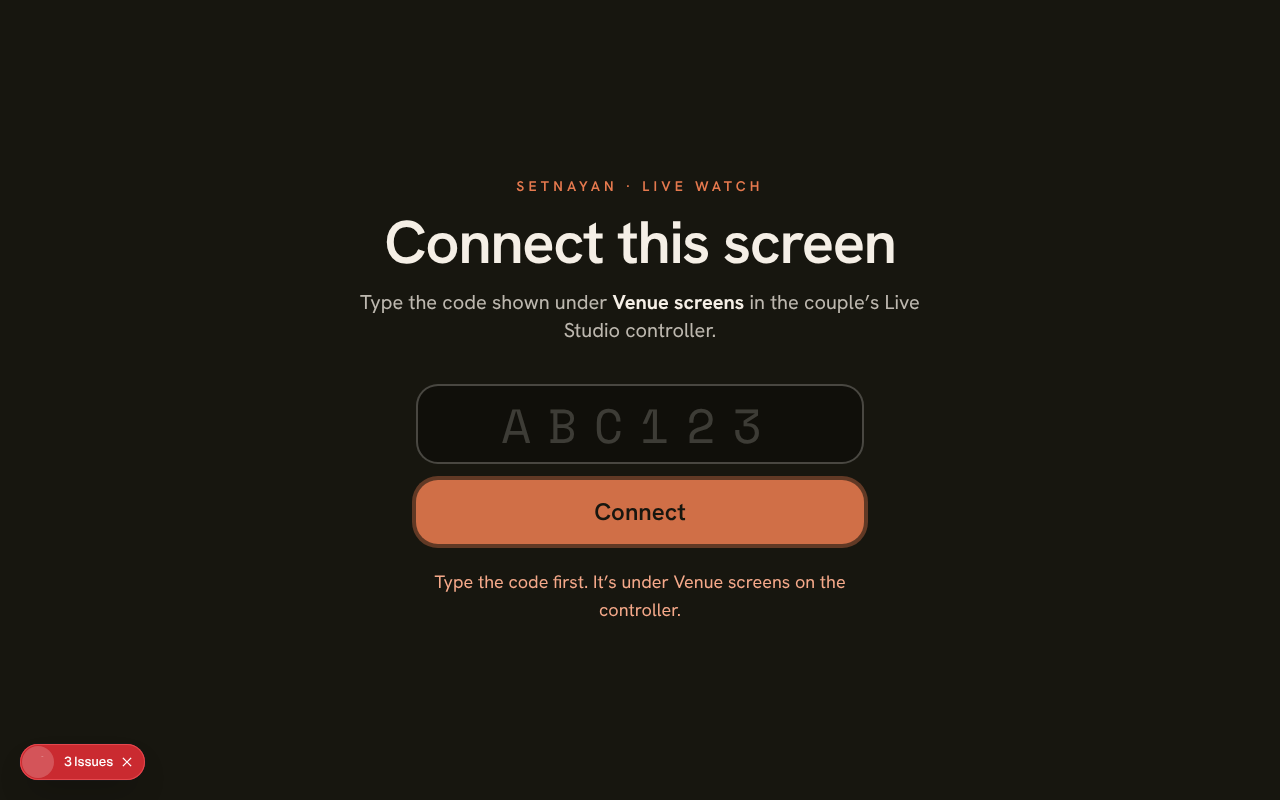 SETNAYAN · LIVE WATCH
Connect this screen
Type the code shown under Venue screens in the couple’s Live
Studio controller.
ABC123
Connect
Type the code first. It’s under Venue screens on the
controller.
3 Issues